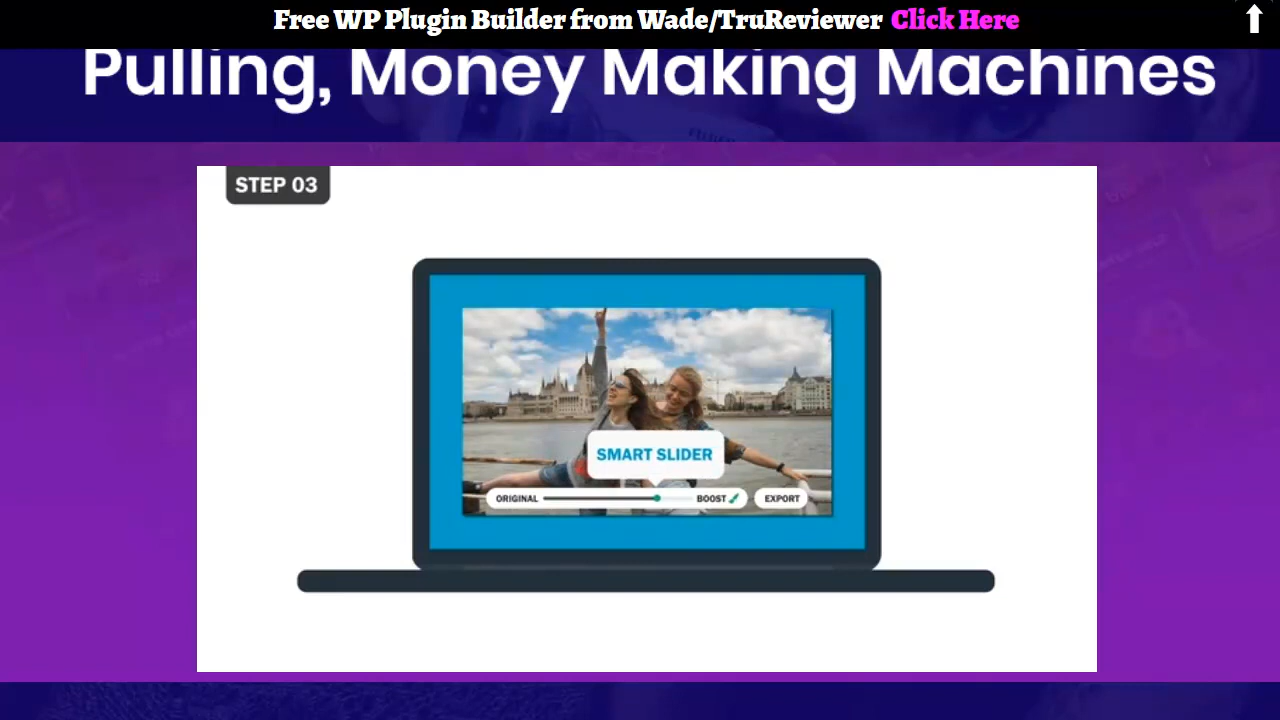 Free WP Plugin Builder from Wade/TruReviewer Click Here
Pulling, Money Making Machines
STEP 03
SMART SLIDER
ORIGINAL BOOST EXPORT